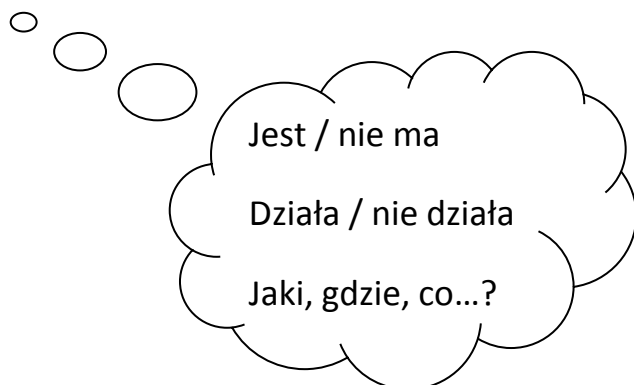 Jest / nie ma
Działa / nie działa
Jaki, gdzie, co…?